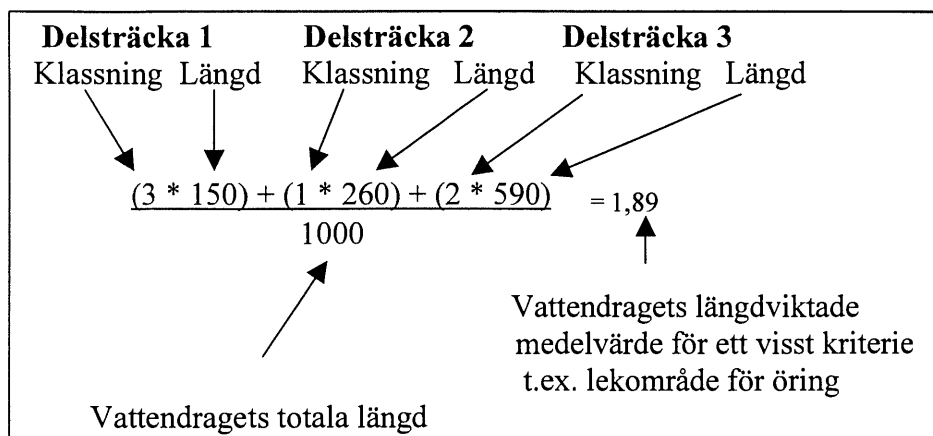 Delsträcka 1 Delsträcka 2 Delsträcka 3
Klassning Längd Klassning Längd Klassning Längd
(3 * 150) + (1 * 260) + (2 * 590) = 1,89
1000
Vattendragets längdviktade
medelvärde för ett visst kriterie
t.ex. lekområde för öring
Vattendragets totala längd